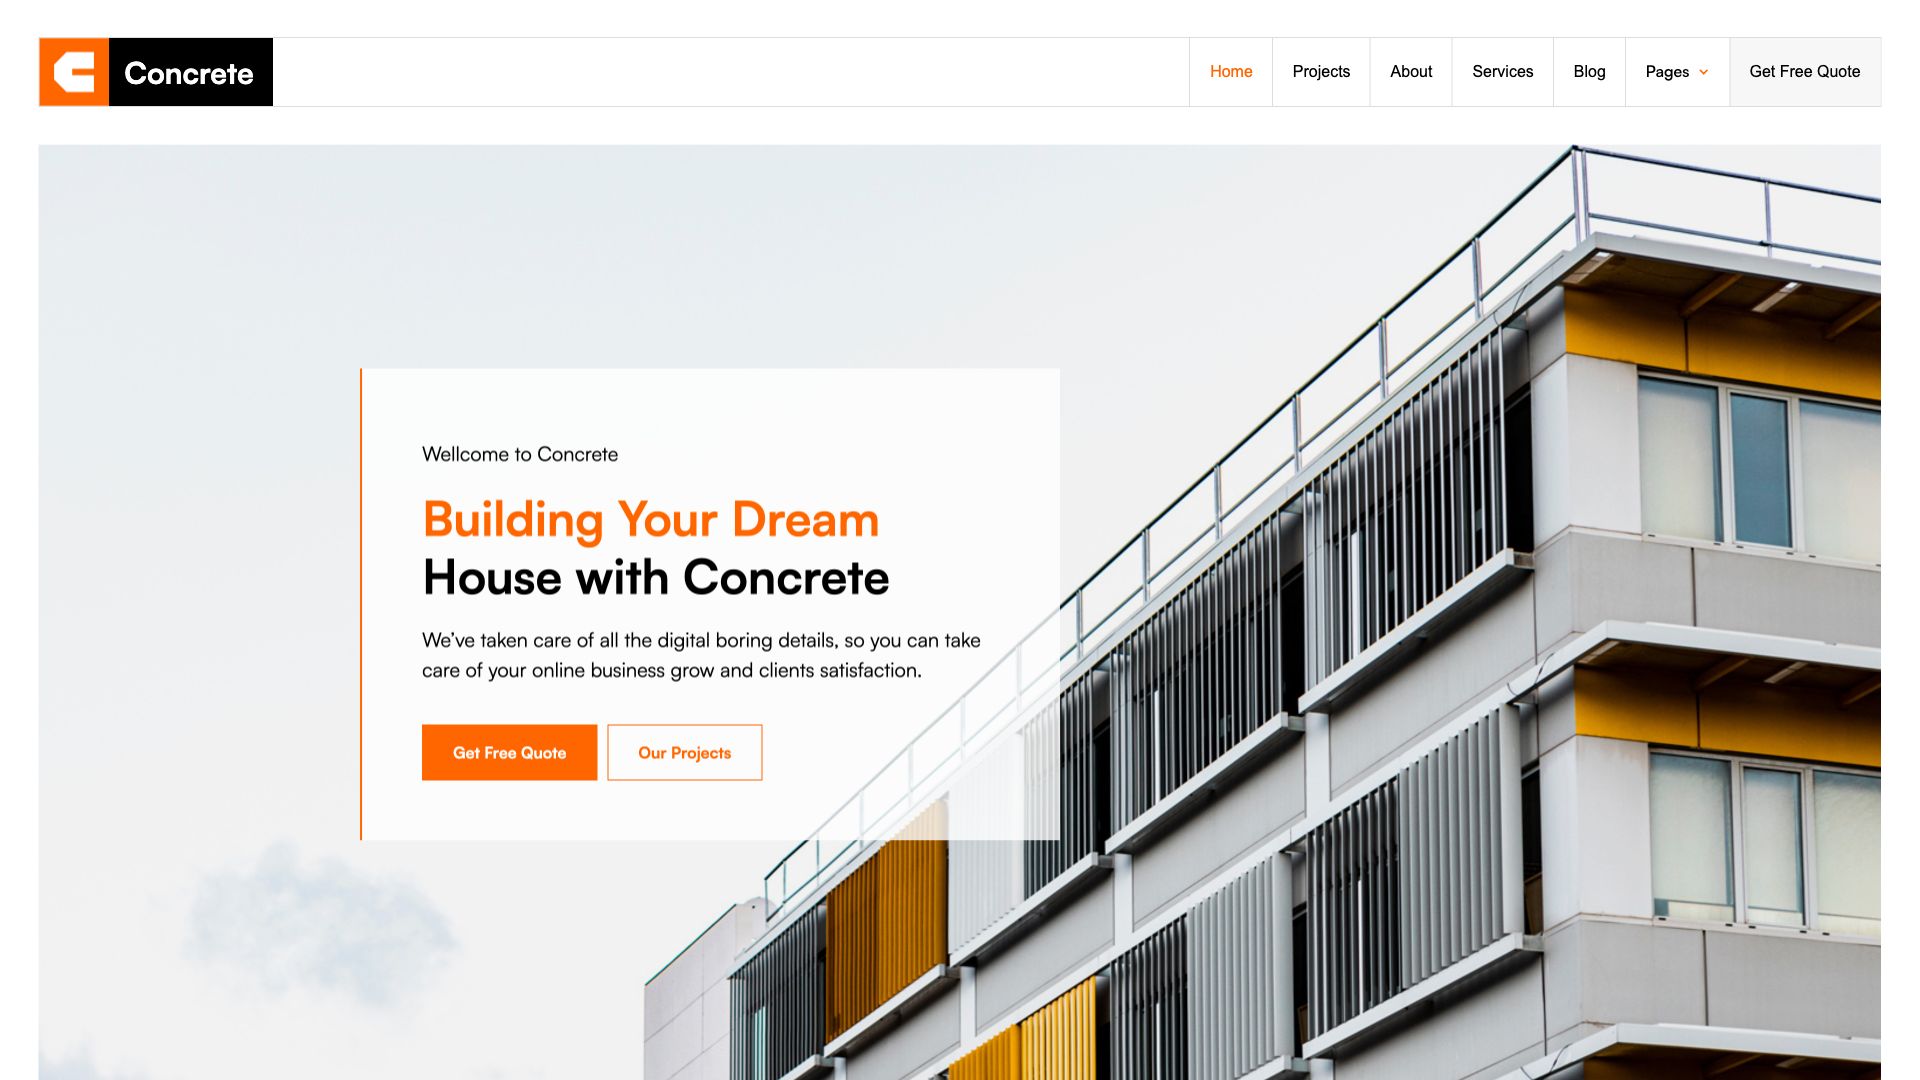 Concrete
Home
Projects
About
Services
Blog
Pages
Get Free Quote
Wellcome to Concrete
Building Your Dream
House with Concrete
We’ve taken care of all the digital boring details, so you can take
care of your online business grow and clients satisfaction.
Get Free Quote
Our Projects